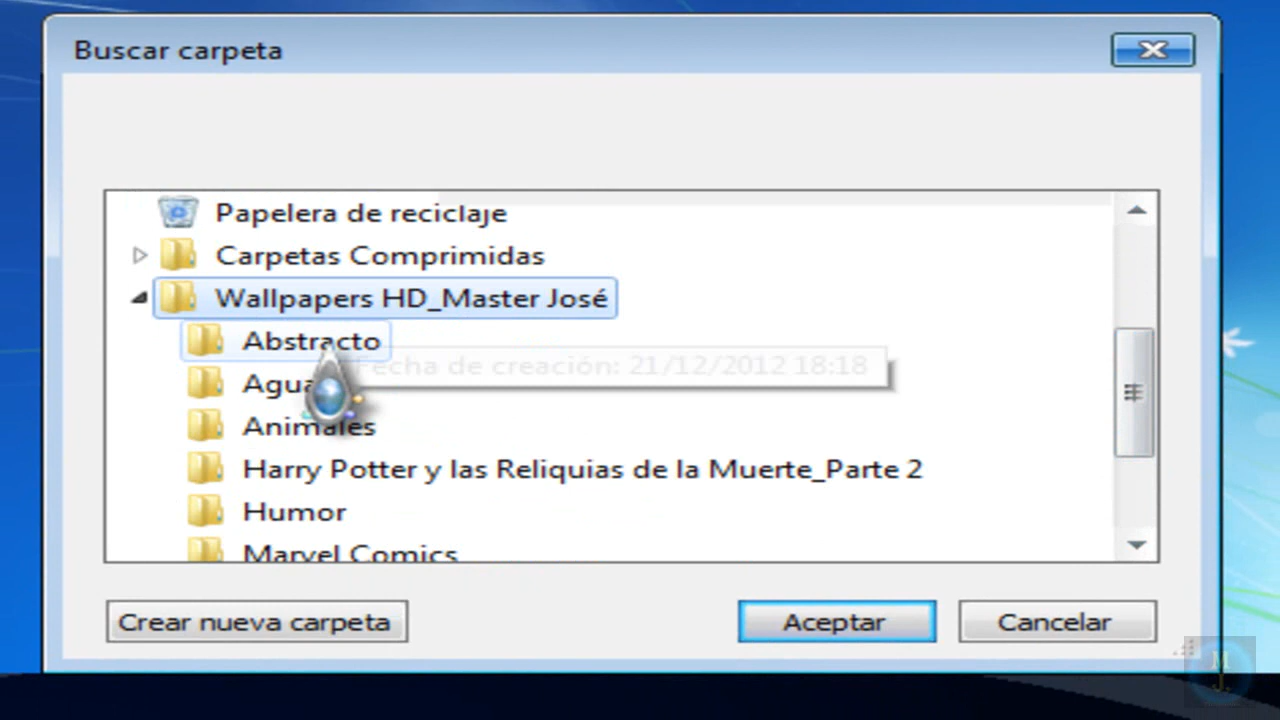 Buscar carpeta
Papelera de reciclaje
Carpetas Comprimidas
Wallpapers HD_Master José
Abstracto
Fecha de creación: 21/12/2012 18:18
Agua
Animales
Harry Potter y las Reliquias de la Muerte_Parte 2
Humor
Marvel Comics
Crear nueva carpeta
Aceptar
Cancelar
M